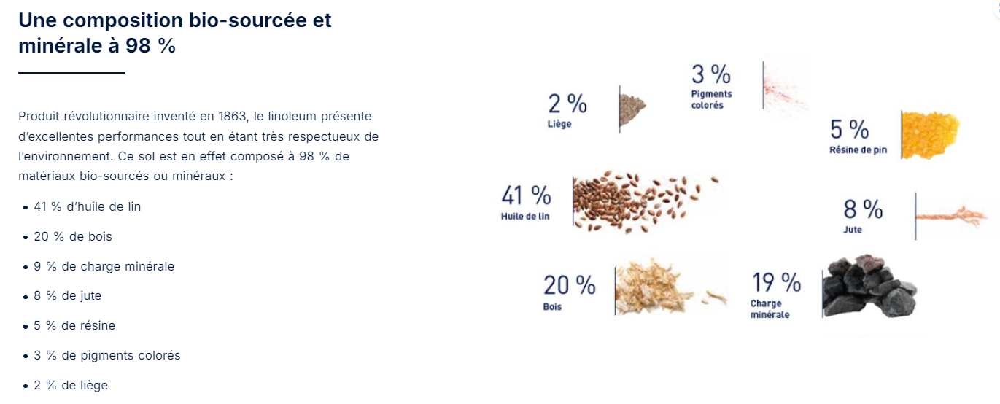 Une composition bio-sourcée et
minérale à 98 %
Produit révolutionnaire inventé en 1863, le linoleum présente
d’excellentes performances tout en étant très respectueux de
l’environnement. Ce sol est en effet composé à 98 % de
matériaux bio-sourcés ou minéraux :
• 41 % d’huile de lin
• 20 % de bois
• 9 % de charge minérale
• 8 % de jute
• 5 % de résine
• 3 % de pigments colorés
• 2 % de liège
3 %
Pigments
colorés
2 %
Liège
5 %
Résine de pin
41 %
Huile de lin
8 %
Jute
20 %
Bois
19 %
Charge
minérale